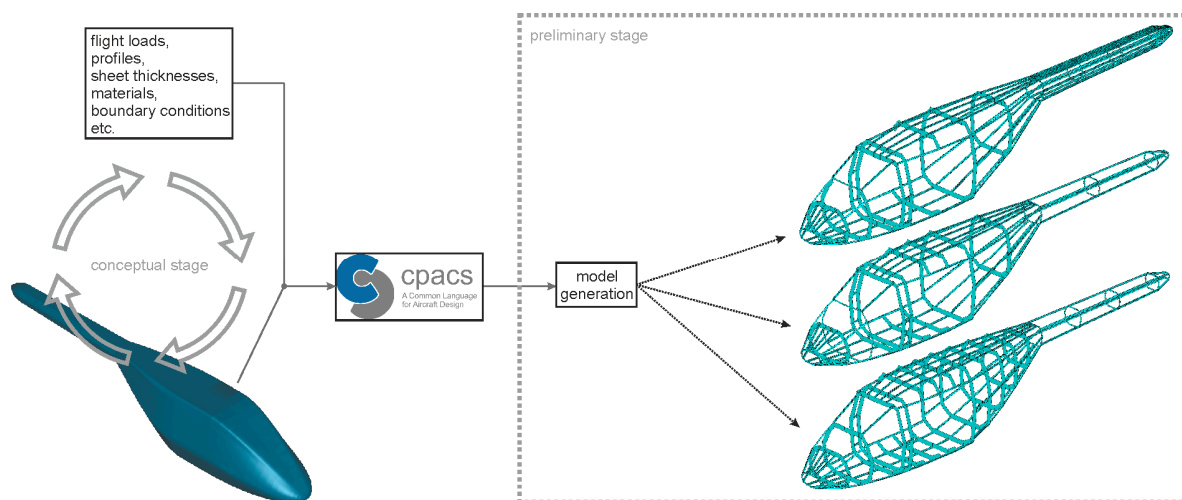 flight loads,
profiles,
sheet thicknesses,
materials,
boundary conditions
etc.
conceptual stage
cpacs
A Common Language
for Aircraft Design
preliminary stage
model
generation